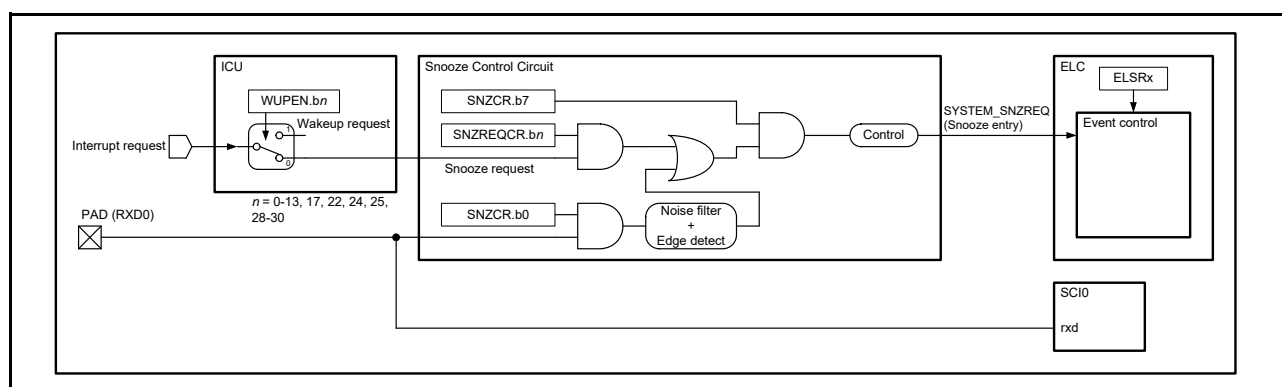 ICU
WUPEN.bn
1
Wakeup request
Interrupt request
0
n = 0-13, 17, 22, 24, 25,
28-30
PAD (RXD0)
Snooze Control Circuit
SNZCR.b7
SNZREQCR.bn
Snooze request
SNZCR.b0
Noise filter
+
Edge detect
Control
SYSTEM_SNZREQ
(Snooze entry)
ELC
ELSRx
Event control
SCI0
rxd